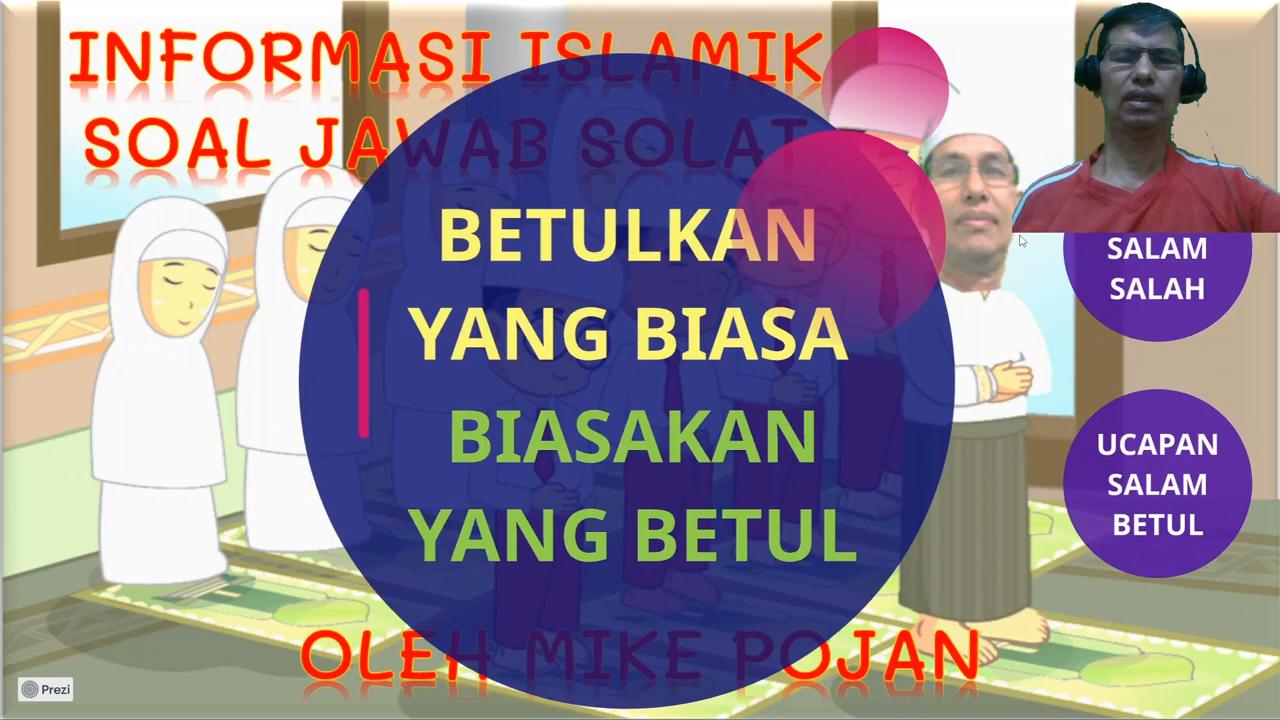 INFORMASI ISLAMIK
SOAL JAWAB SOLAT
BETULKAN
YANG BIASA
BIASAKAN
YANG BETUL
SALAM
SALAH
UCAPAN
SALAM
BETUL
OLEH MIKE POJAN
Prezi